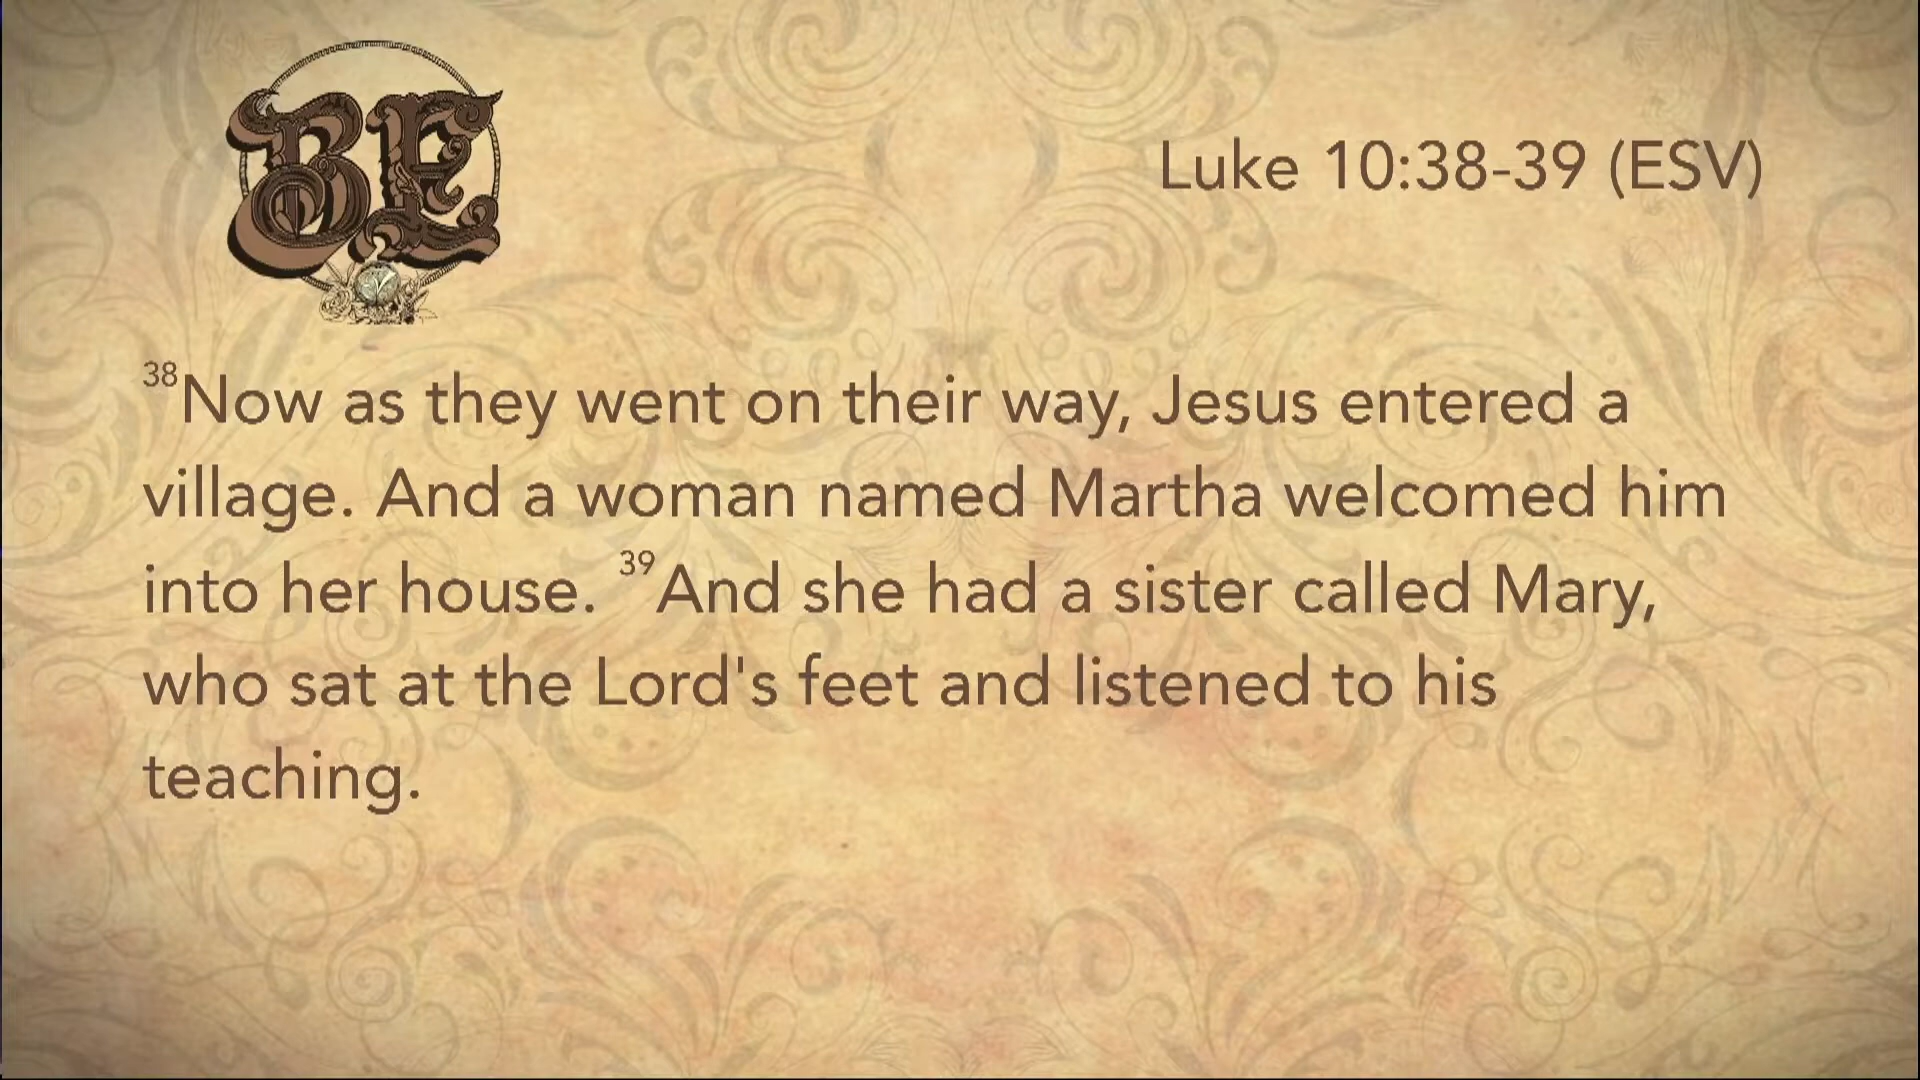 BE
Luke 10:38-39 (ESV)
38Now as they went on their way, Jesus entered a
village. And a woman named Martha welcomed him
into her house. 39And she had a sister called Mary,
who sat at the Lord's feet and listened to his
teaching.